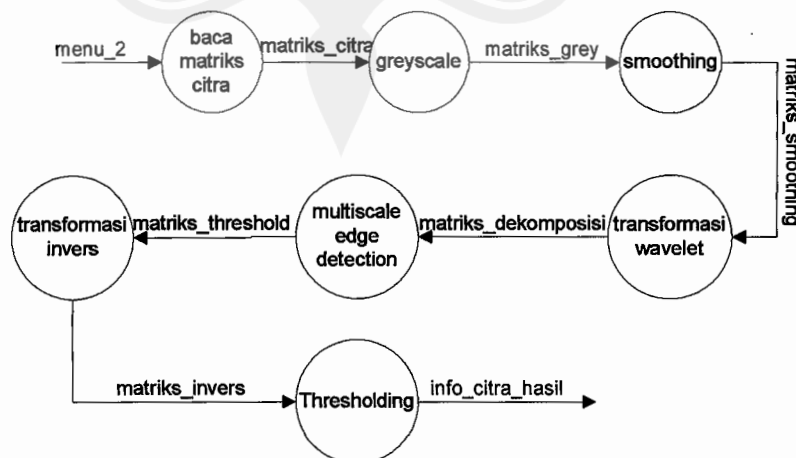 menu_2
baca
matriks
citra
matriks_citra
greyscale
matriks_grey
smoothing
matriks_smoothing
transformasi
wavelet
matriks_dekomposisi
multiscale
edge
detection
matriks_threshold
transformasi
invers
matriks_invers
Thresholding
info_citra_hasil